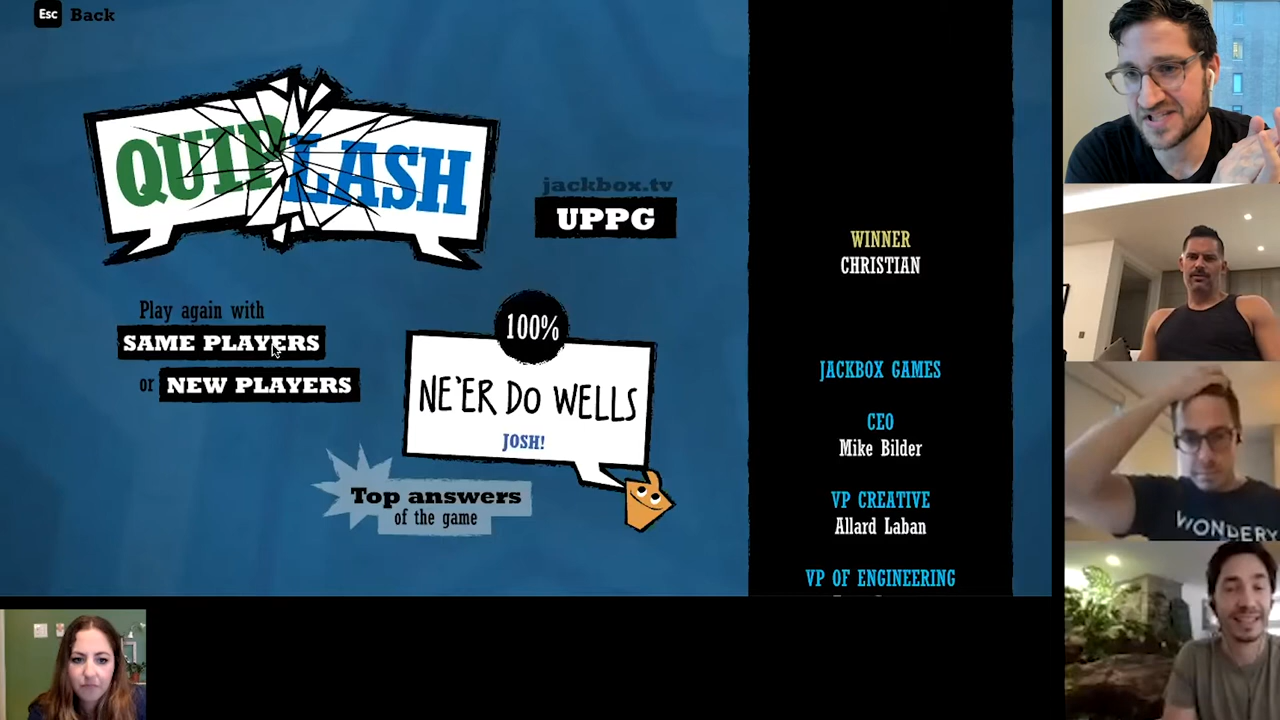 Esc Back
QUIPLASH
jackbox.tv
UPPG
Play again with
SAME PLAYERS
or NEW PLAYERS
100%
NE'ER DO WELLS
JOSH!
Top answers
of the game
WINNER
CHRISTIAN
JACKBOX GAMES
CEO
Mike Bilder
VP CREATIVE
Allard Laban
VP OF ENGINEERING
WONDERY